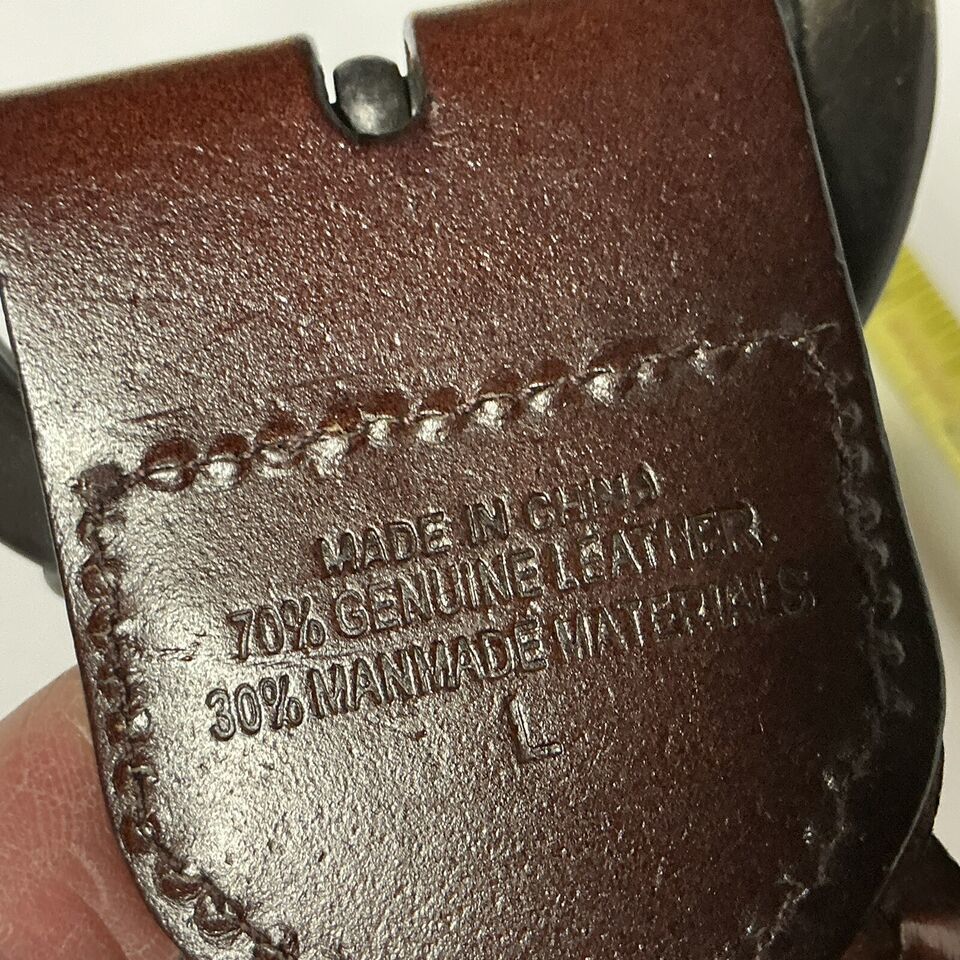 MADE IN CHINA
70% GENUINE LEATHER.
30% MANMADE MATERIALS
L